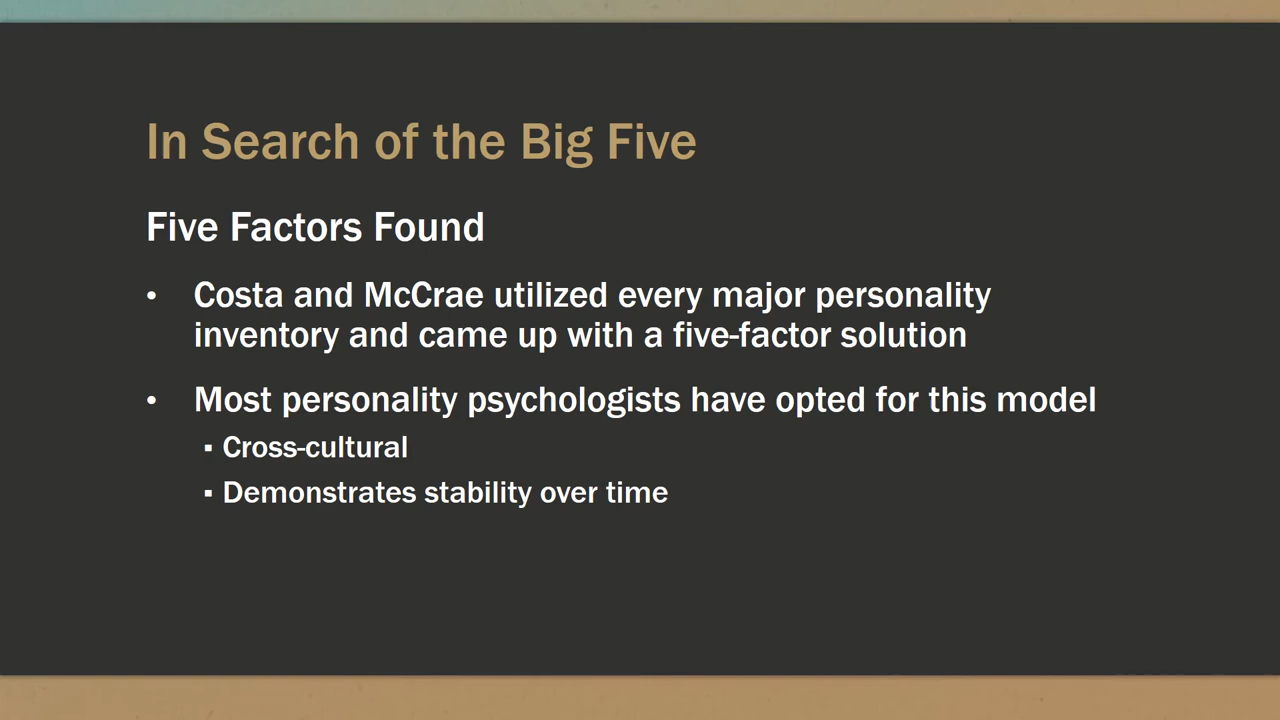 In Search of the Big Five
Five Factors Found
• Costa and McCrae utilized every major personality
inventory and came up with a five-factor solution
• Most personality psychologists have opted for this model
▪ Cross-cultural
▪ Demonstrates stability over time